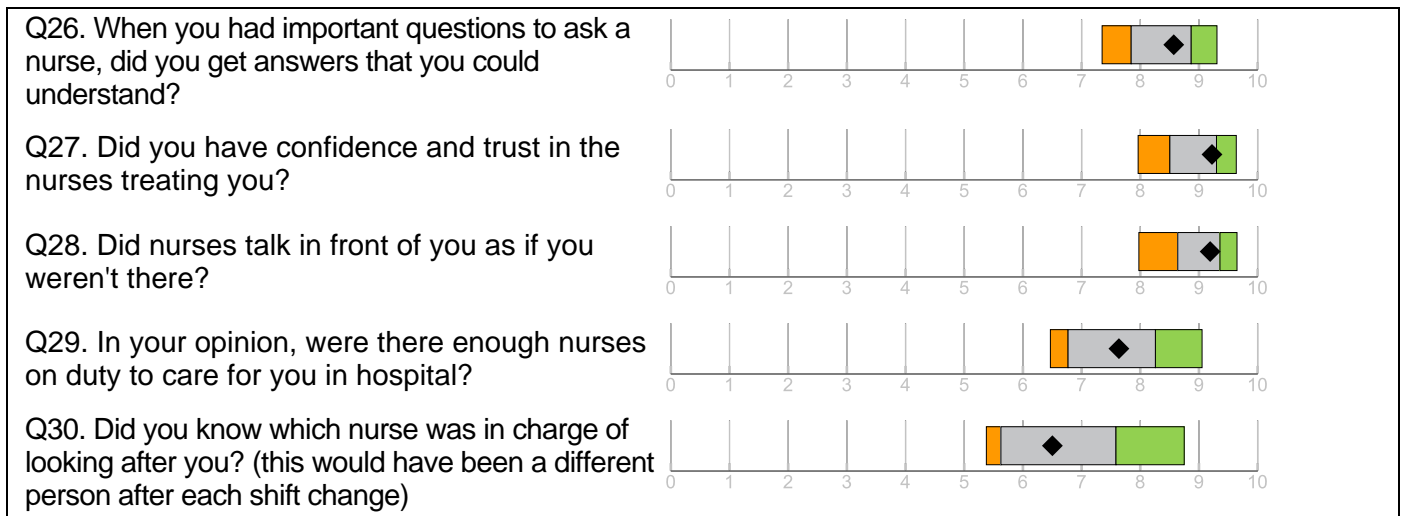 Q26. When you had important questions to ask a
nurse, did you get answers that you could
understand?
0 1 2 3 4 5 6 7 8 9 10
Q27. Did you have confidence and trust in the
nurses treating you?
0 1 2 3 4 5 6 7 8 9 10
Q28. Did nurses talk in front of you as if you
weren't there?
0 1 2 3 4 5 6 7 8 9 10
Q29. In your opinion, were there enough nurses
on duty to care for you in hospital?
0 1 2 3 4 5 6 7 8 9 10
Q30. Did you know which nurse was in charge of
looking after you? (this would have been a different
person after each shift change)
0 1 2 3 4 5 6 7 8 9 10